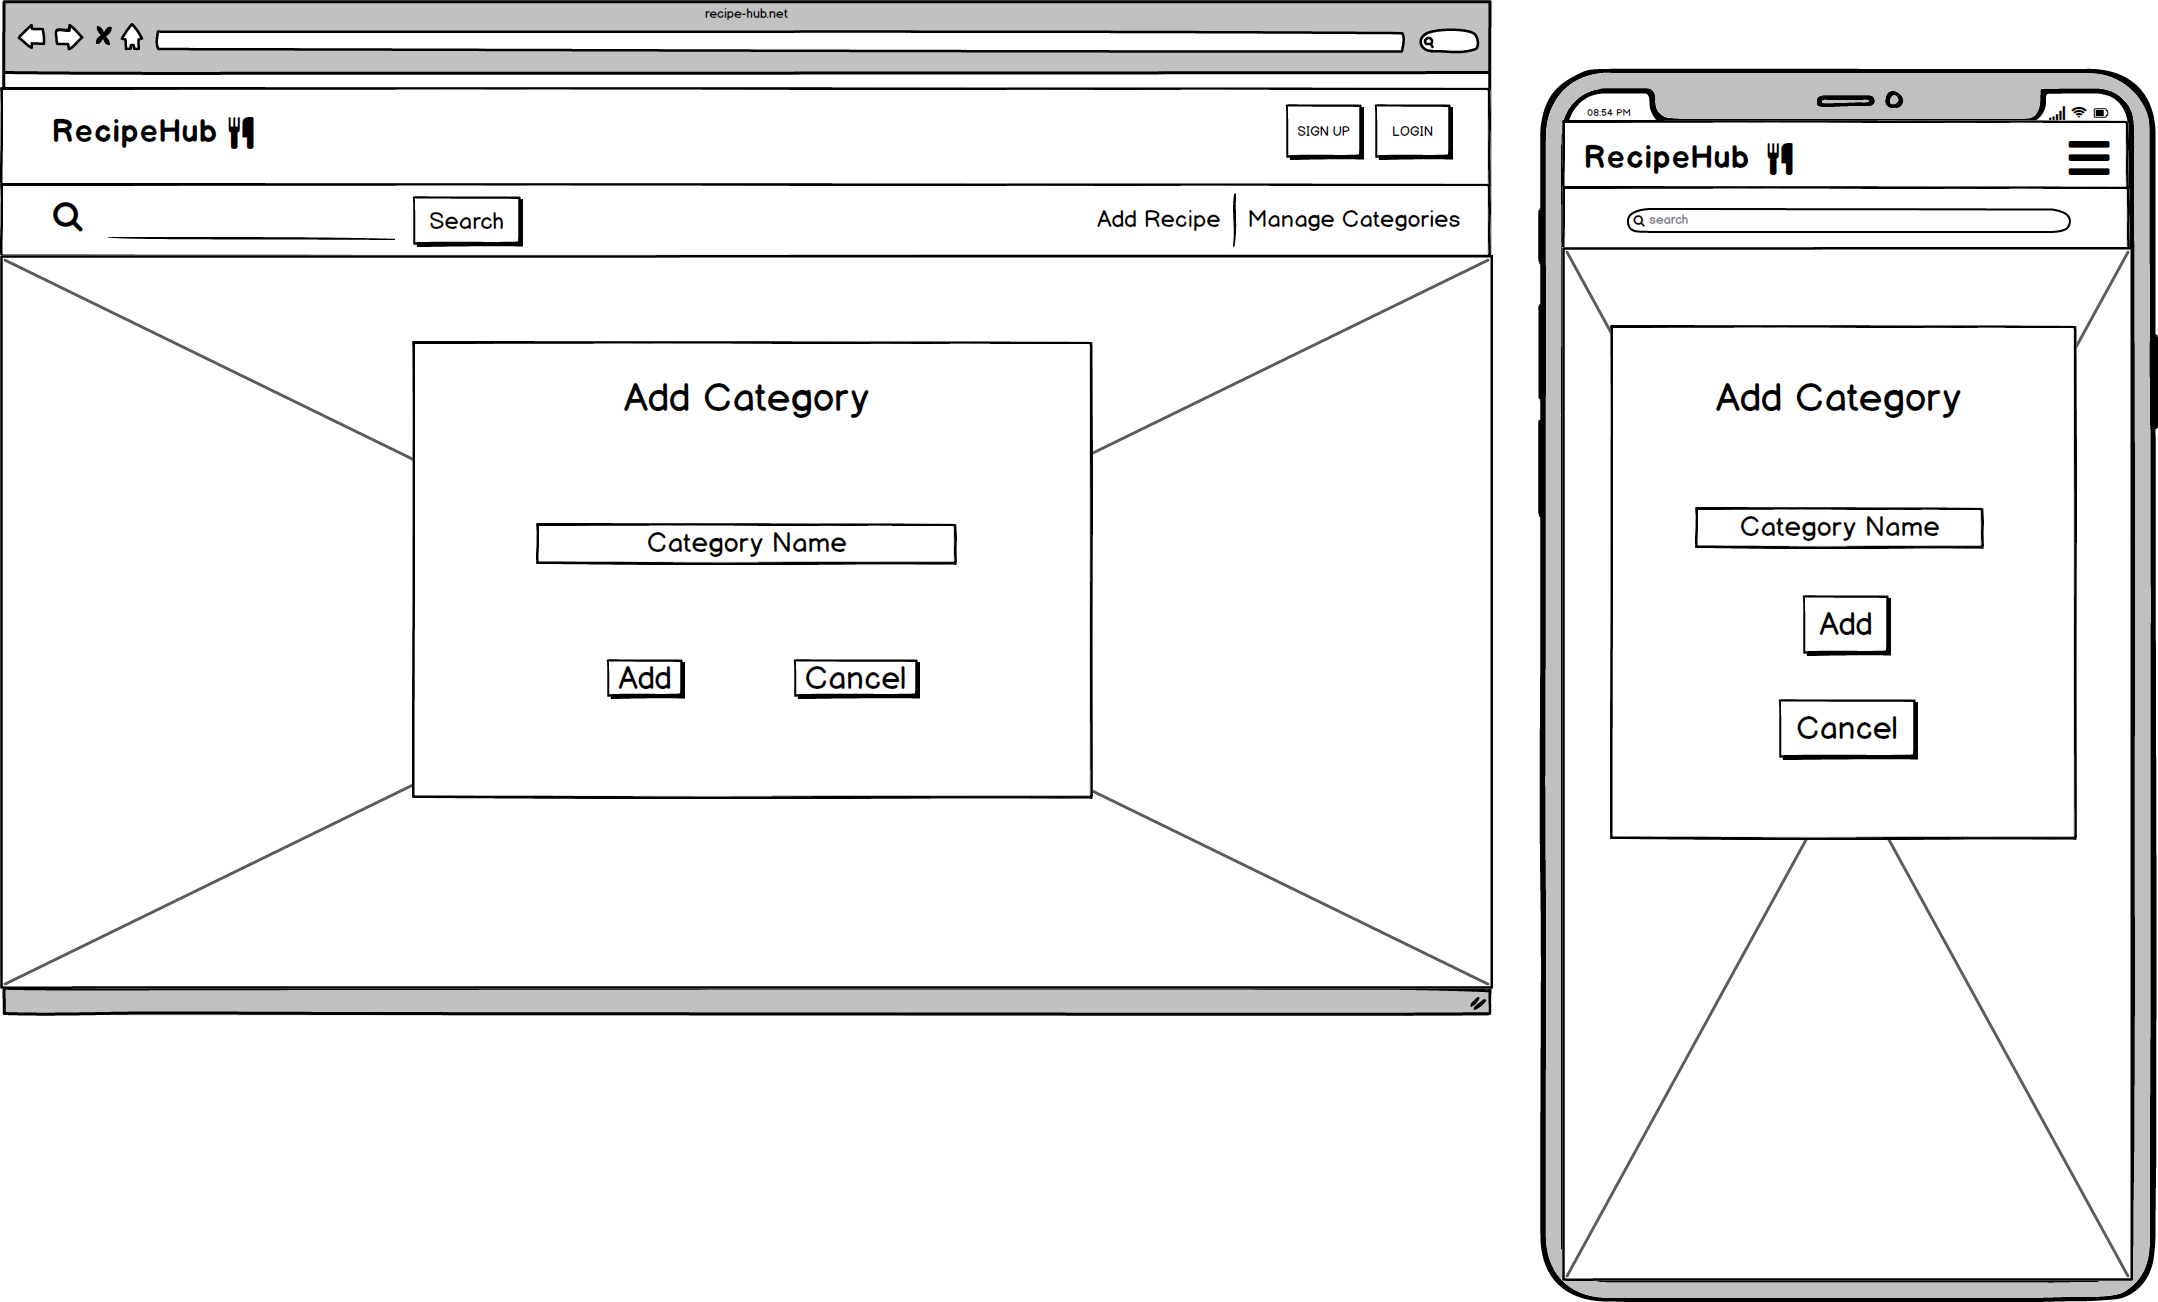 recipe-hub.net
RecipeHub
SIGN UP
LOGIN
Search
Add Recipe
Manage Categories
Add Category
Category Name
Add
Cancel
08:54 PM
RecipeHub
search
Add Category
Category Name
Add
Cancel